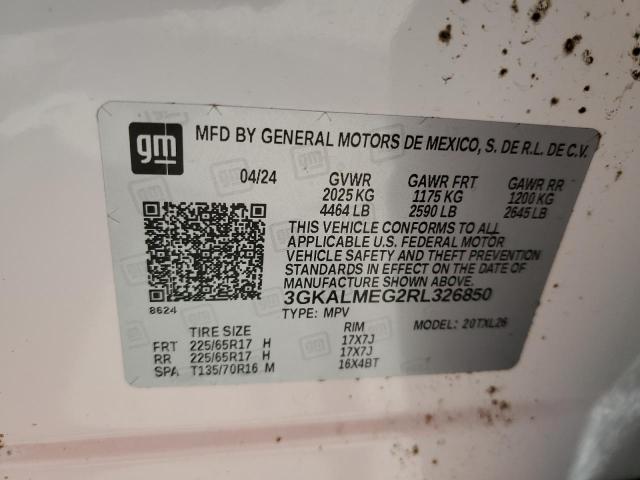 gm
MFD BY GENERAL MOTORS DE MEXICO, S. DE R.L. DE C.V.
04/24 GVWR GAWR FRT GAWR RR
2025 KG 1175 KG 1200 KG
4464 LB 2590 LB 2645 LB
THIS VEHICLE CONFORMS TO ALL
APPLICABLE U.S. FEDERAL MOTOR
VEHICLE SAFETY AND THEFT PREVENTION
STANDARDS IN EFFECT ON THE DATE
OF MANUFACTURE SHOWN ABOVE.
3GKALMEG2RL326850
8624
TYPE: MPV MODEL: 20TXL26
TIRE SIZE RIM
FRT 225/65R17 H 17X7J
RR 225/65R17 H 17X7J
SPA T135/70R16 M 16X4BT